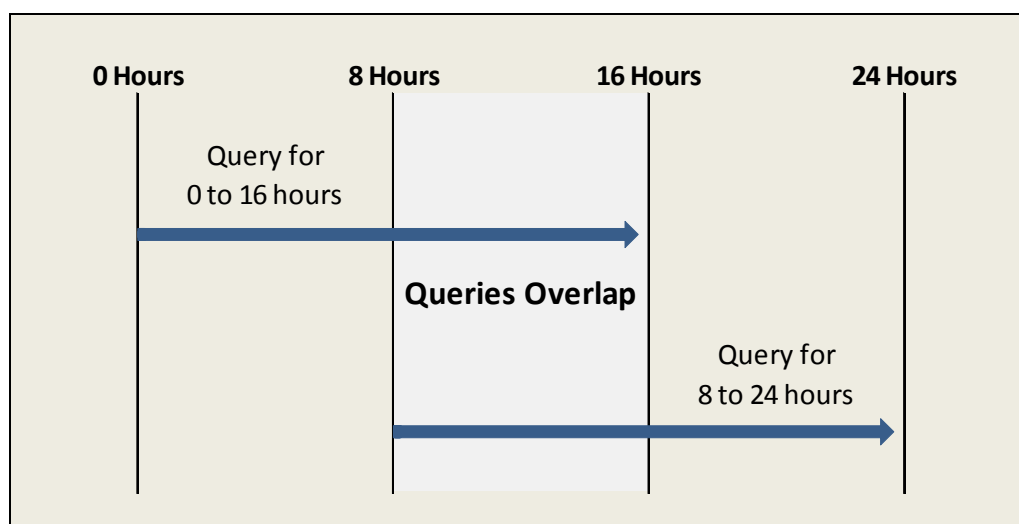 0 Hours
8 Hours
16 Hours
24 Hours
Query for
0 to 16 hours
Queries Overlap
Query for
8 to 24 hours